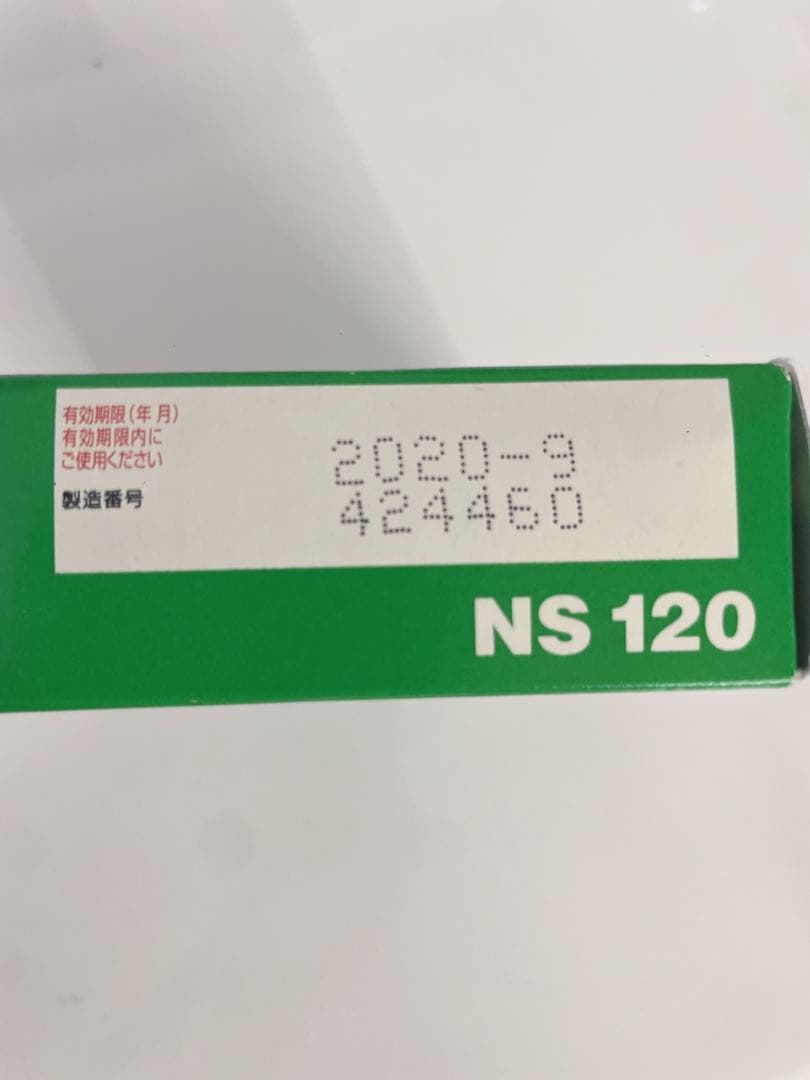 有効期限(年 月)
有効期限内に
ご使用ください
2020-9
製造番号
424460
NS 120